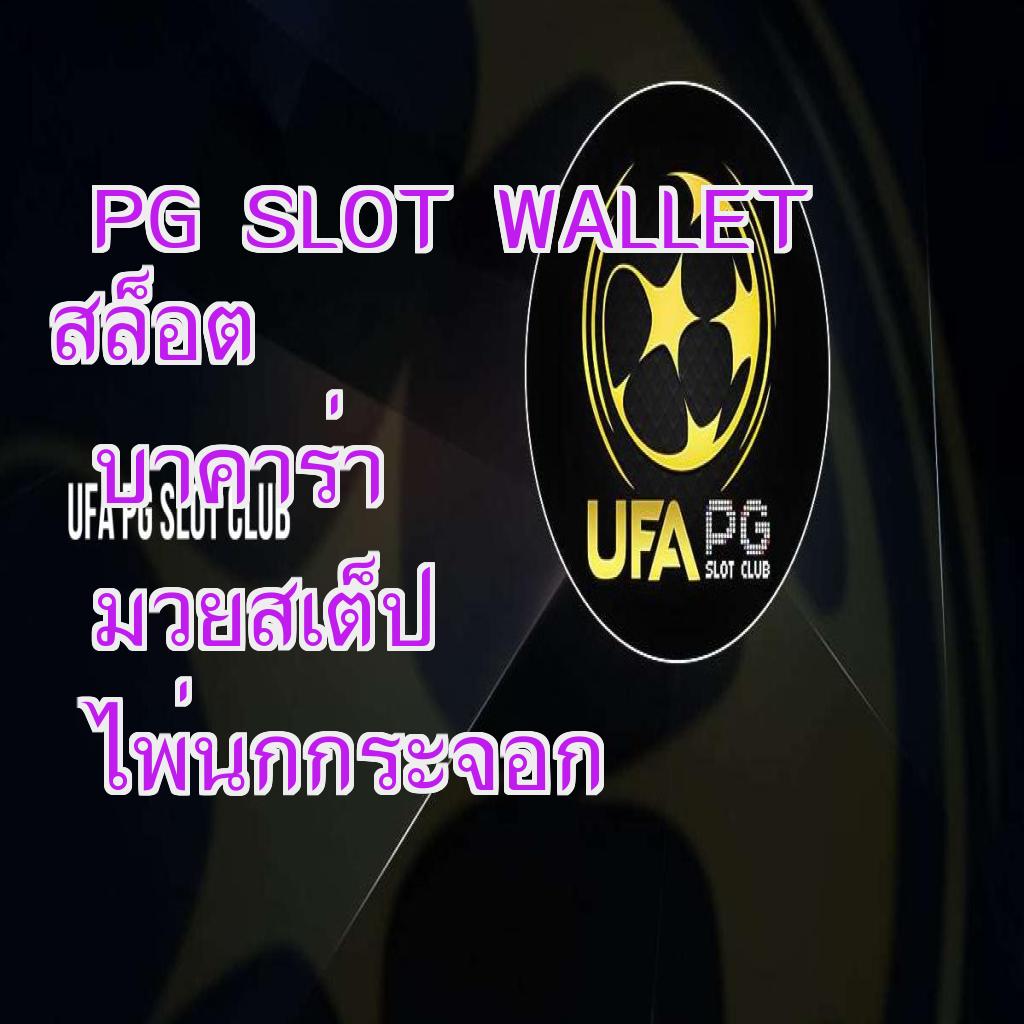 PG SLOT WALLET
สล็อต
บาคาร่า
UFA PG SLOT CLUB
มวยสเต็ป
ไพ่นกกระจอก
UFA PG
SLOT CLUB